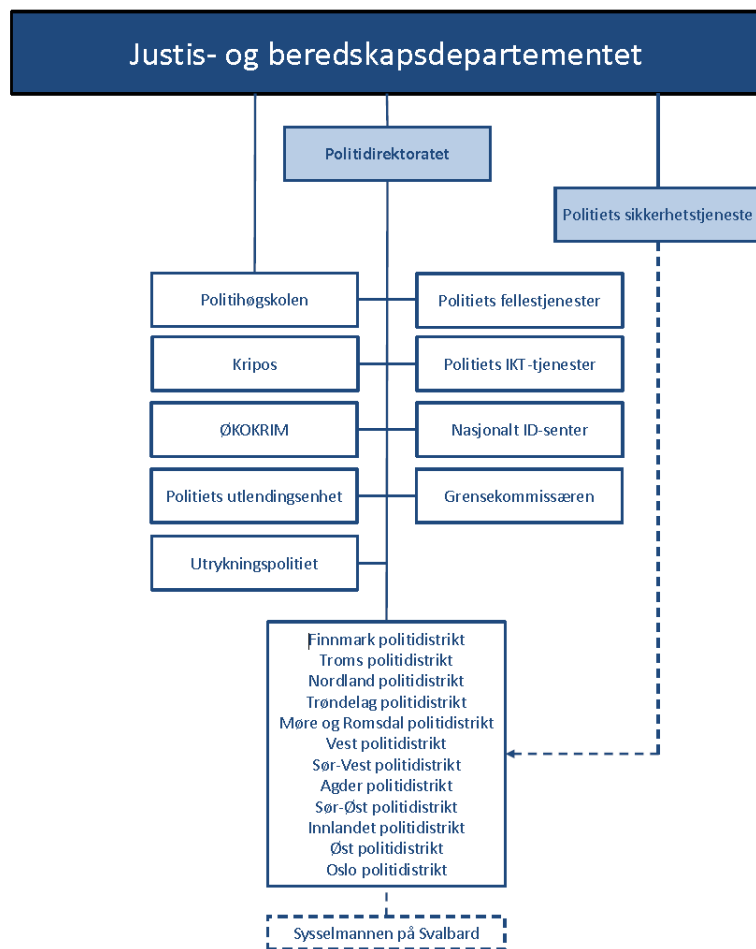 Justis- og beredskapsdepartementet
Politidirektoratet
Politiets sikkerhetstjeneste
Politihøgskolen
Politiets fellestjenester
Kripos
Politiets IKT-tjenester
ØKOKRIM
Nasjonalt ID-senter
Politiets utlendingsenhet
Grensekommissæren
Utrykningspolitiet
Finnmark politidistrikt
Troms politidistrikt
Nordland politidistrikt
Trøndelag politidistrikt
Møre og Romsdal politidistrikt
Vest politidistrikt
Sør-Vest politidistrikt
Agder politidistrikt
Sør-Øst politidistrikt
Innlandet politidistrikt
Øst politidistrikt
Oslo politidistrikt
Sysselmannen på Svalbard